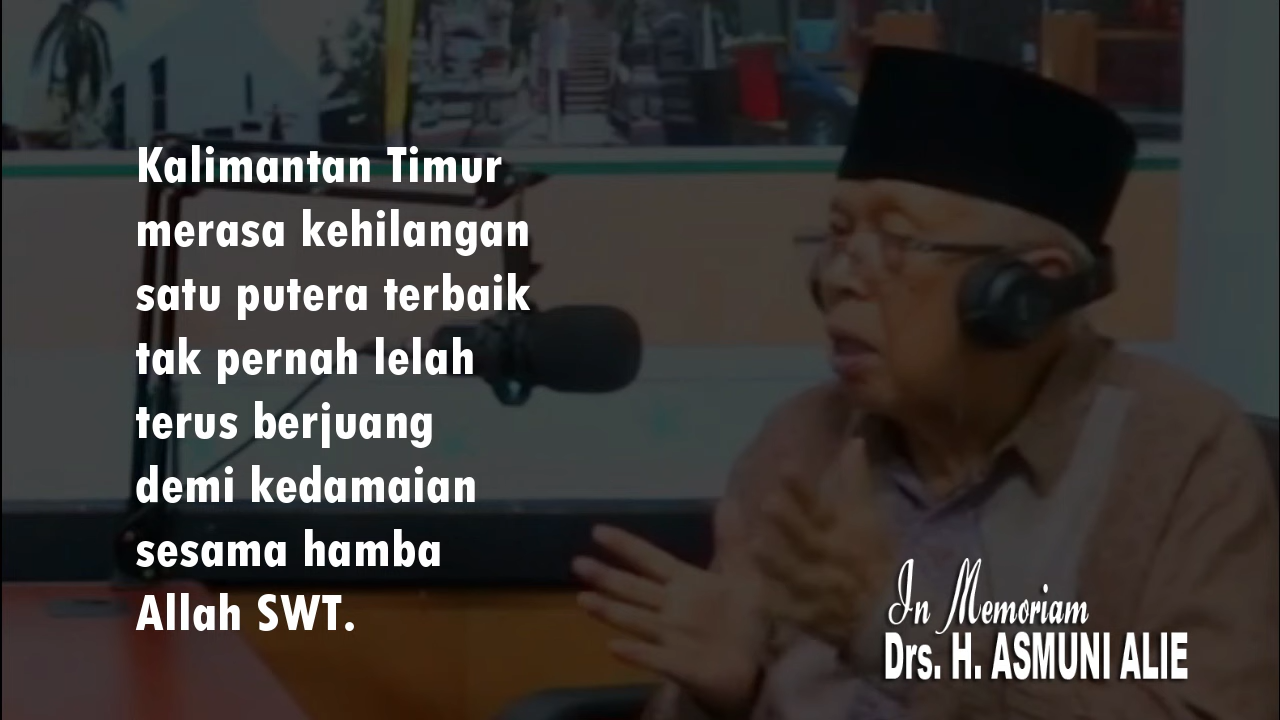 Kalimantan Timur
merasa kehilangan
satu putera terbaik
tak pernah lelah
terus berjuang
demi kedamaian
sesama hamba
Allah SWT.
In Memoriam
Drs. H. ASMUNI ALIE